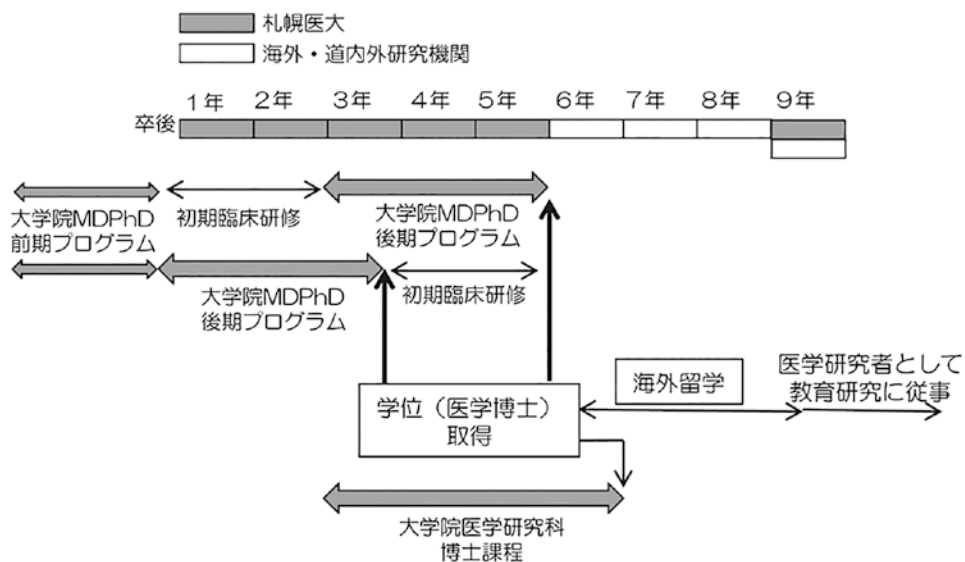 札幌医大
海外・道内外研究機関
1年 2年 3年 4年 5年 6年 7年 8年 9年
卒後
大学院MDPhD
前期プログラム
初期臨床研修
大学院MDPhD
後期プログラム
大学院MDPhD
後期プログラム
初期臨床研修
学位（医学博士）
取得
海外留学
医学研究者として
教育研究に従事
大学院医学研究科
博士課程